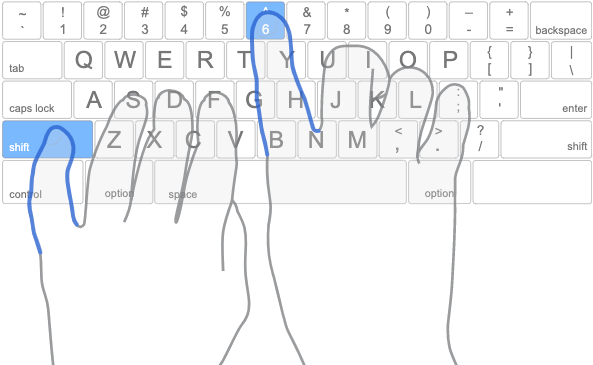 ~ ! @ # $ % ^ & * ( ) – +
` 1 2 3 4 5 6 7 8 9 0 - = backspace
tab Q W E R T Y U I O P { [ } ] | \
caps lock A S D F G H J K L : ; " ' enter
shift Z X C V B N M < , > . ? / shift
control option space option